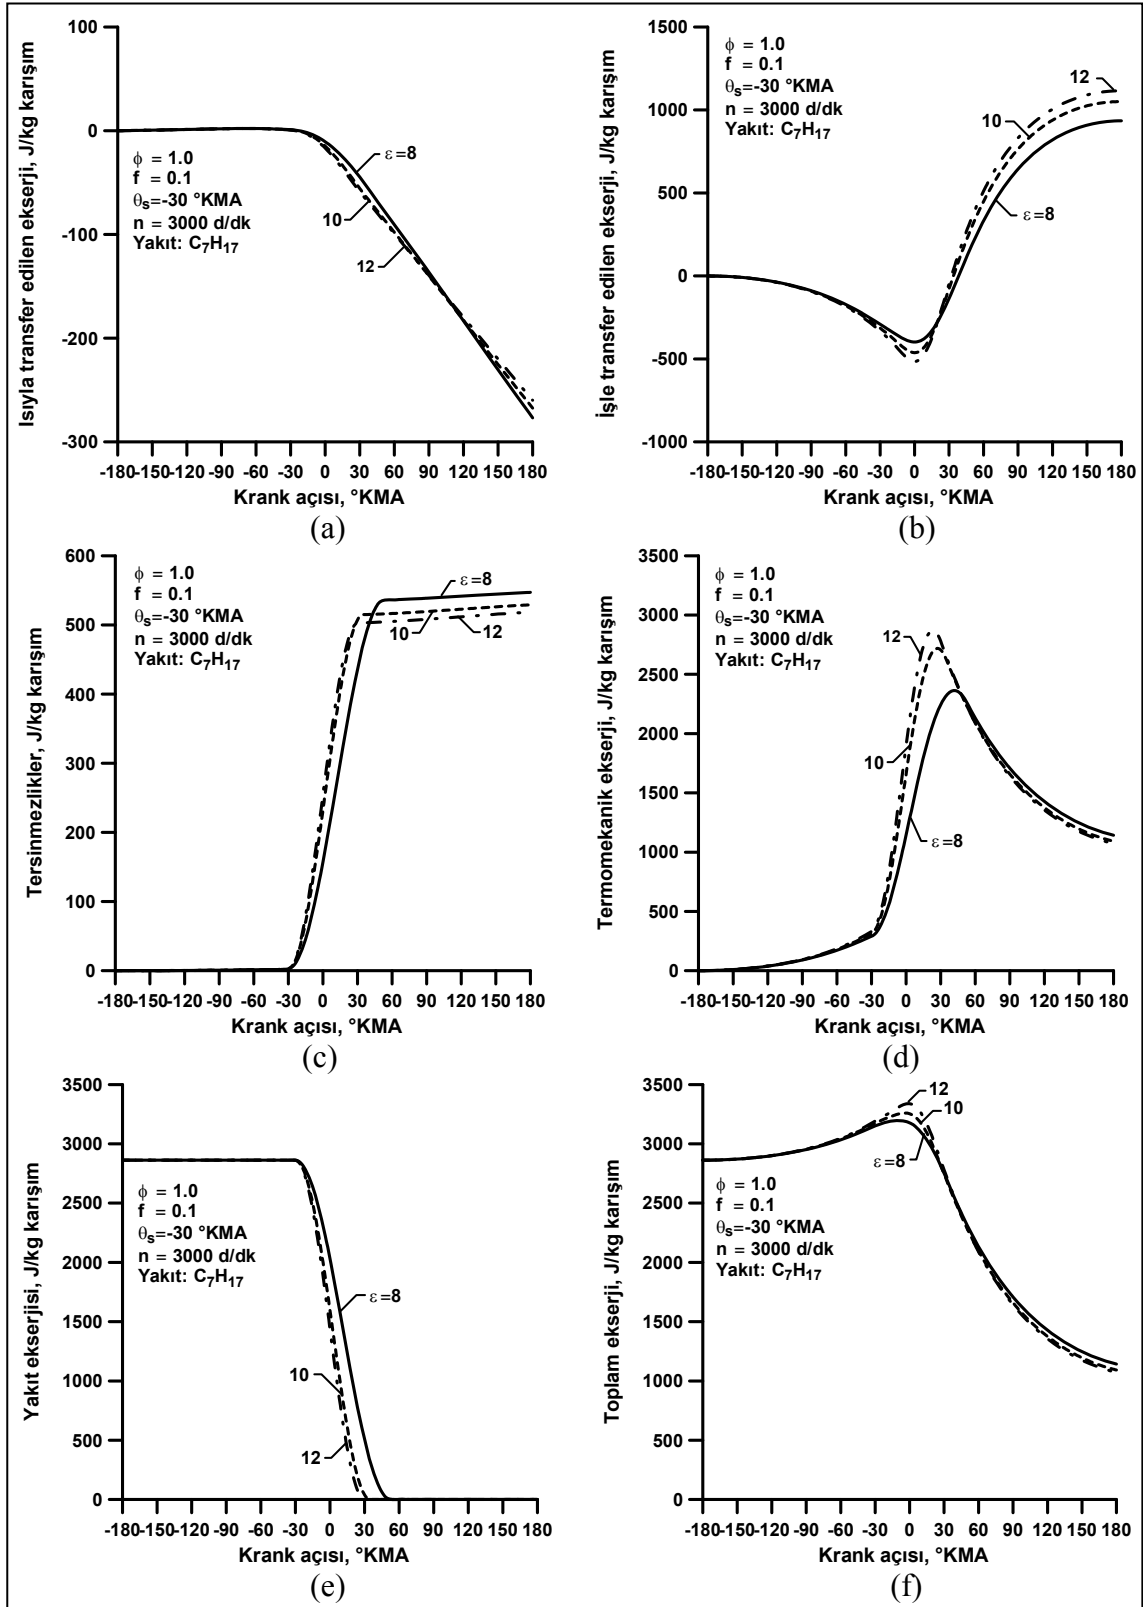 100
0
-100
-200
-300
Isıyla transfer edilen ekserji, J/kg karışım
ϕ = 1.0
f = 0.1
θs=-30 °KMA
n = 3000 d/dk
Yakıt: C7H17
ε=8
10
12
-180-150-120 -90 -60 -30 0 30 60 90 120 150 180
Krank açısı, °KMA
(a)
1500
1000
500
0
-500
-1000
İşle transfer edilen ekserji, J/kg karışım
ϕ = 1.0
f = 0.1
θs=-30 °KMA
n = 3000 d/dk
Yakıt: C7H17
12
10
ε=8
-180-150-120 -90 -60 -30 0 30 60 90 120 150 180
Krank açısı, °KMA
(b)
600
500
400
300
200
100
0
Tersinmezlikler, J/kg karışım
ϕ = 1.0
f = 0.1
θs=-30 °KMA
n = 3000 d/dk
Yakıt: C7H17
ε=8
10
12
-180-150-120 -90 -60 -30 0 30 60 90 120 150 180
Krank açısı, °KMA
(c)
3500
3000
2500
2000
1500
1000
500
0
Termomekanik ekserji, J/kg karışım
ϕ = 1.0
f = 0.1
θs=-30 °KMA
n = 3000 d/dk
Yakıt: C7H17
12
10
ε=8
-180-150-120 -90 -60 -30 0 30 60 90 120 150 180
Krank açısı, °KMA
(d)
3500
3000
2500
2000
1500
1000
500
0
Yakıt ekserjisi, J/kg karışım
ϕ = 1.0
f = 0.1
θs=-30 °KMA
n = 3000 d/dk
Yakıt: C7H17
ε=8
10
12
-180-150-120 -90 -60 -30 0 30 60 90 120 150 180
Krank açısı, °KMA
(e)
3500
3000
2500
2000
1500
1000
500
0
Toplam ekserji, J/kg karışım
12
10
ε=8
ϕ = 1.0
f = 0.1
θs=-30 °KMA
n = 3000 d/dk
Yakıt: C7H17
-180-150-120 -90 -60 -30 0 30 60 90 120 150 180
Krank açısı, °KMA
(f)